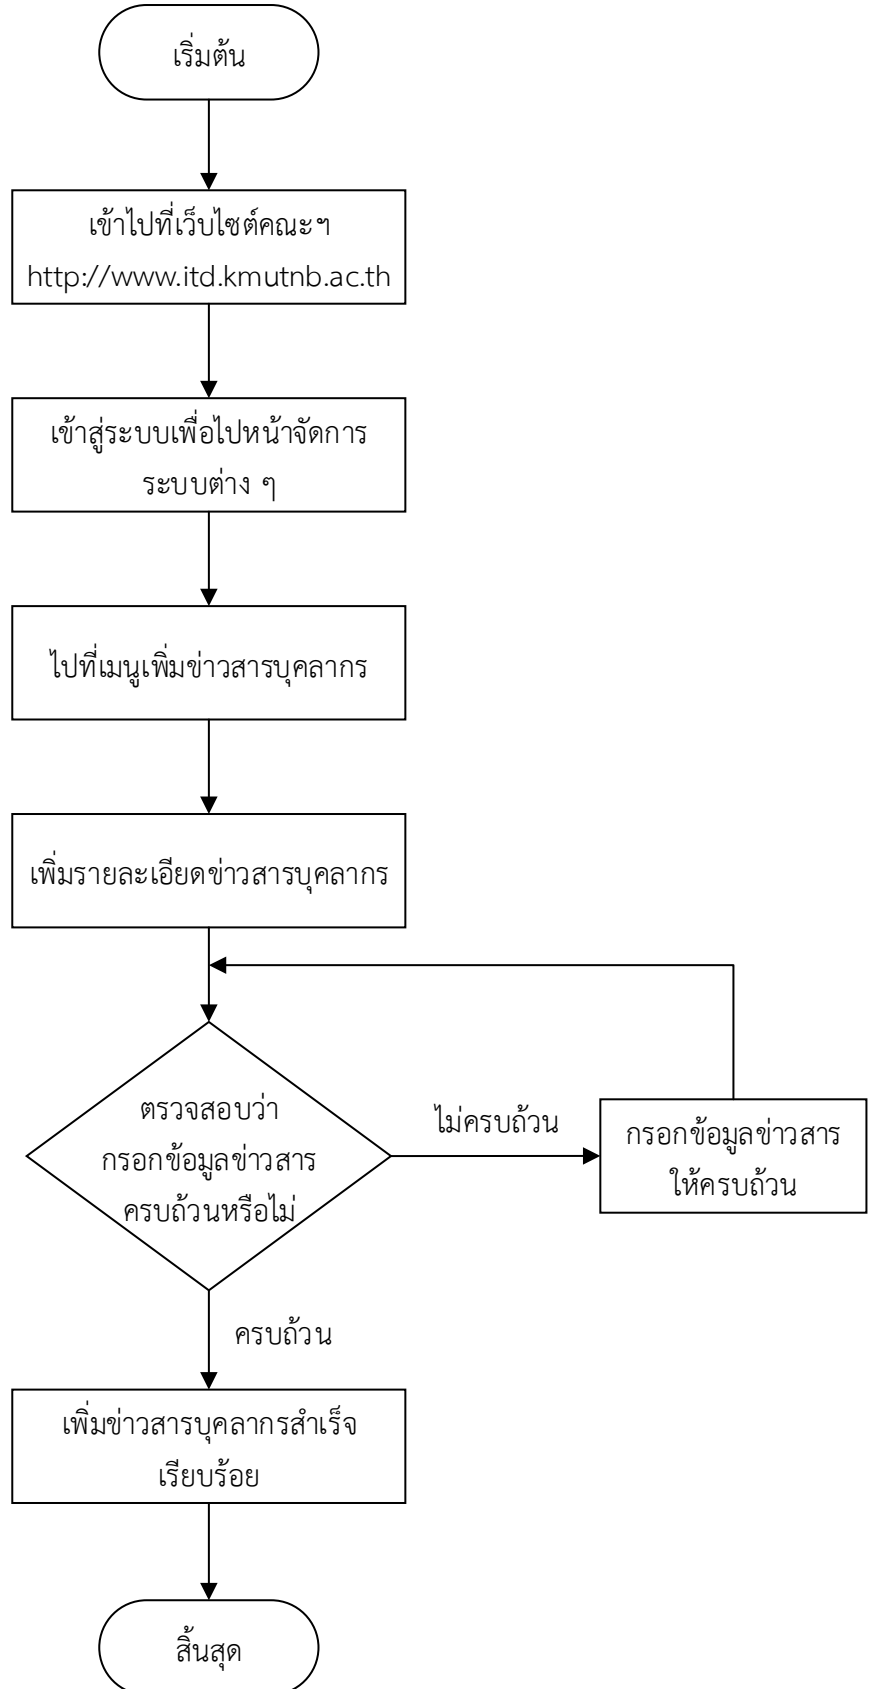 เริ่มต้น
เข้าไปที่เว็บไซต์คณะฯ
http://www.itd.kmutnb.ac.th
เข้าสู่ระบบเพื่อไปหน้าจัดการ
ระบบต่าง ๆ
ไปที่เมนูเพิ่มข่าวสารบุคลากร
เพิ่มรายละเอียดข่าวสารบุคลากร
ตรวจสอบว่า
กรอกข้อมูลข่าวสาร
ครบถ้วนหรือไม่
ไม่ครบถ้วน
กรอกข้อมูลข่าวสาร
ให้ครบถ้วน
ครบถ้วน
เพิ่มข่าวสารบุคลากรสำเร็จ
เรียบร้อย
สิ้นสุด